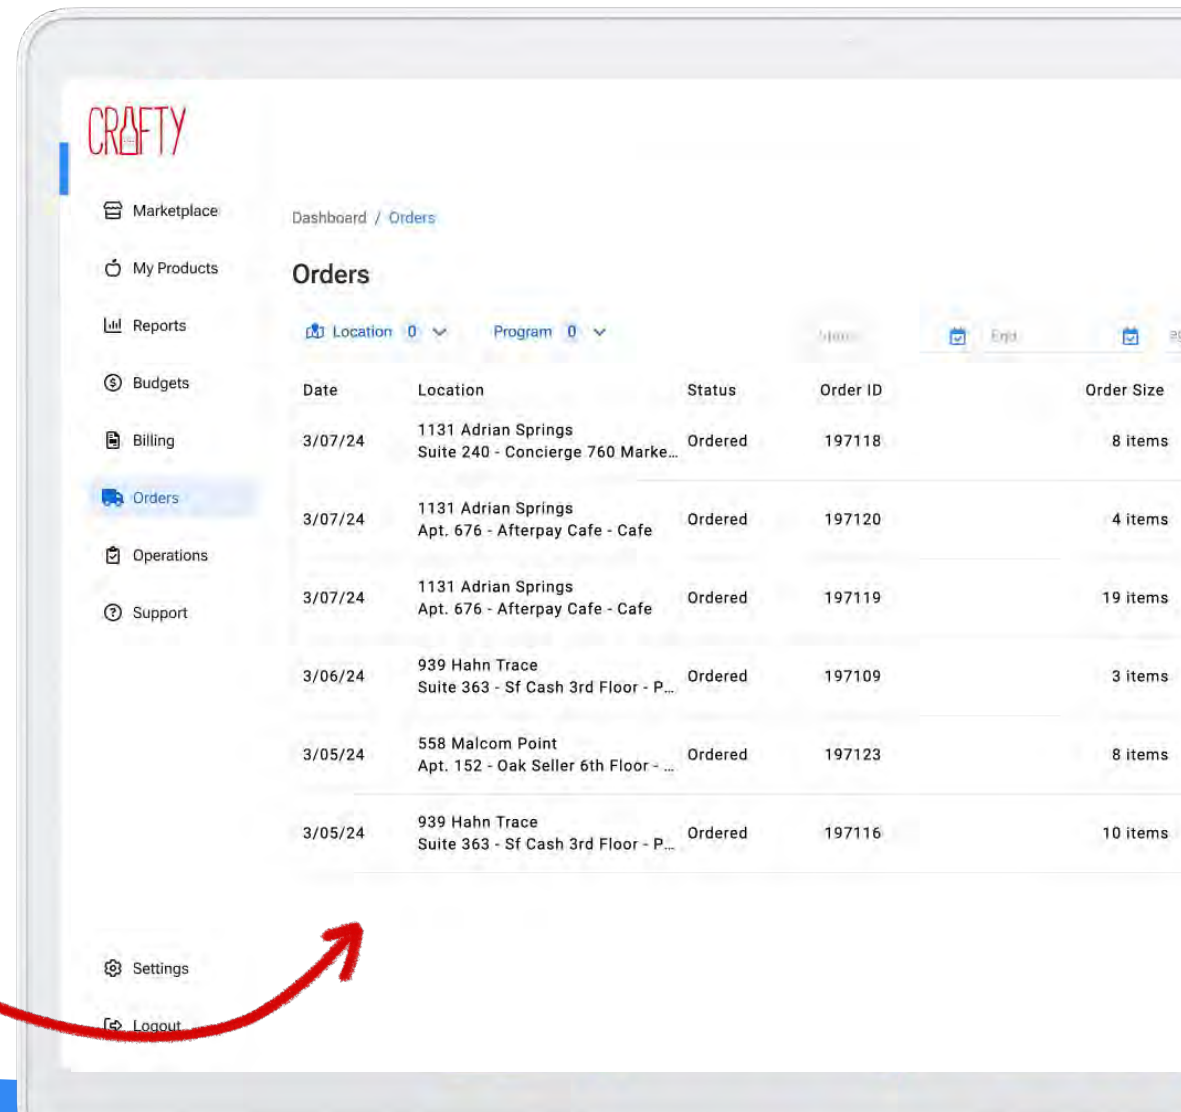 CRAFTY
Marketplace
My Products
Reports
Budgets
Billing
Orders
Operations
Support
Settings
Logout
Dashboard / Orders
Orders
Location 0 Program 0 End
Date Location Status Order ID Order Size
3/07/24 1131 Adrian Springs Ordered 197118 8 items
Suite 240 - Concierge 760 Marke...
3/07/24 1131 Adrian Springs Ordered 197120 4 items
Apt. 676 - Afterpay Cafe - Cafe
3/07/24 1131 Adrian Springs Ordered 197119 19 items
Apt. 676 - Afterpay Cafe - Cafe
3/06/24 939 Hahn Trace Ordered 197109 3 items
Suite 363 - Sf Cash 3rd Floor - P...
3/05/24 558 Malcom Point Ordered 197123 8 items
Apt. 152 - Oak Seller 6th Floor - ...
3/05/24 939 Hahn Trace Ordered 197116 10 items
Suite 363 - Sf Cash 3rd Floor - P...